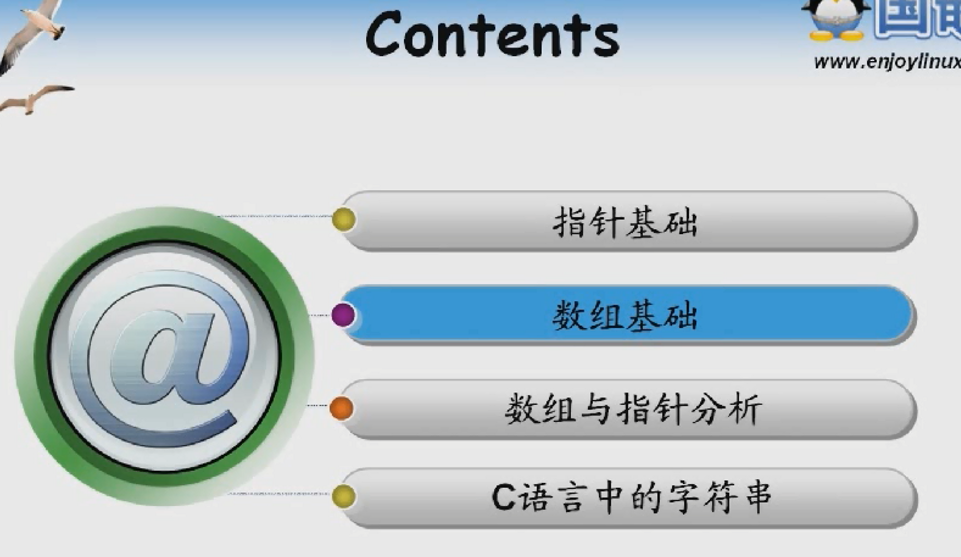 Contents
www.enjoylinux
指针基础
数组基础
数组与指针分析
C语言中的字符串